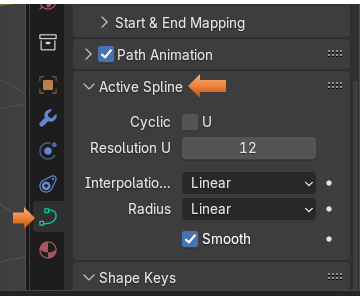 Start & End Mapping
Path Animation
Active Spline
Cyclic U
Resolution U 12
Interpolatio... Linear
Radius Linear
Smooth
Shape Keys